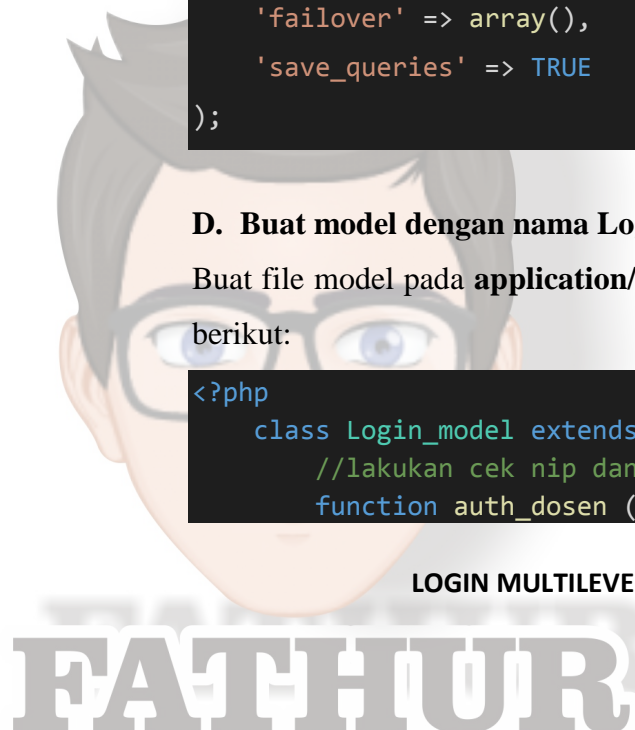 'failover' => array(),
    'save_queries' => TRUE
);
D. Buat model dengan nama Lo
Buat file model pada application/
berikut:
<?php
    class Login_model extends
        //lakukan cek nip dan
        function auth_dosen (
LOGIN MULTILEVE
FATHUR